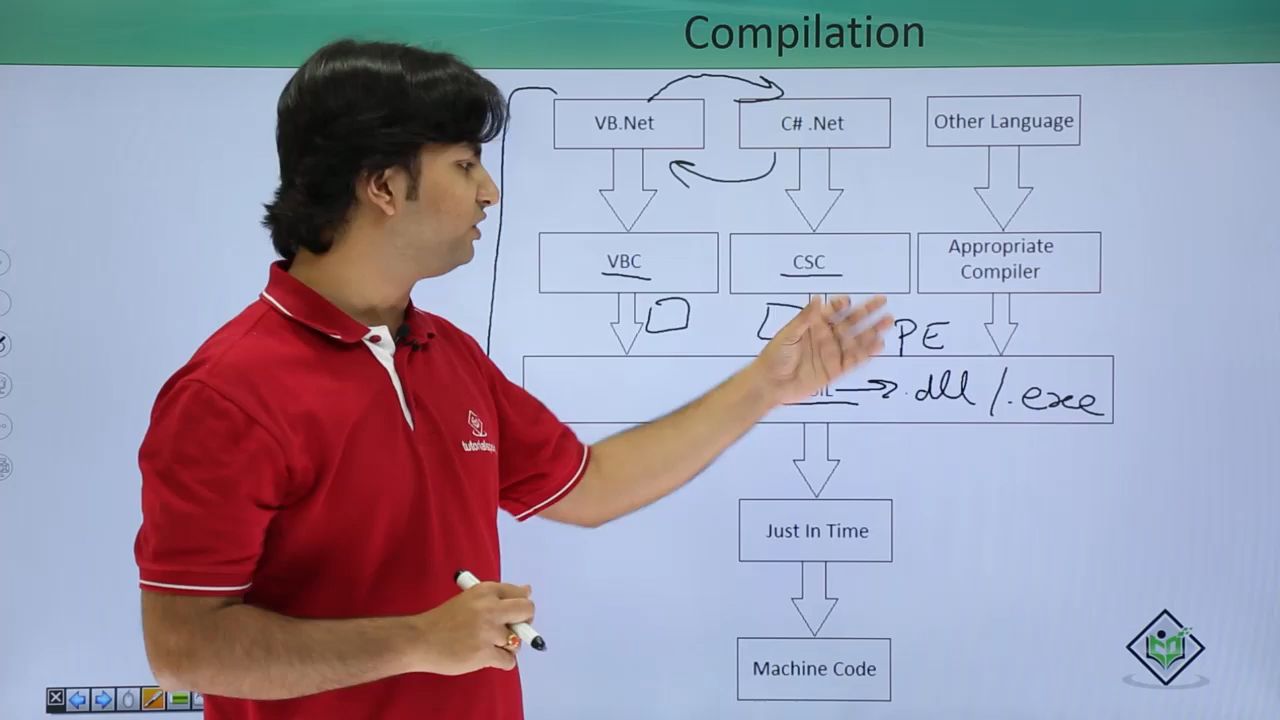 Compilation
VB.Net
C# .Net
Other Language
VBC
CSC
Appropriate
Compiler
PE
.dll /.exe
Just In Time
Machine Code